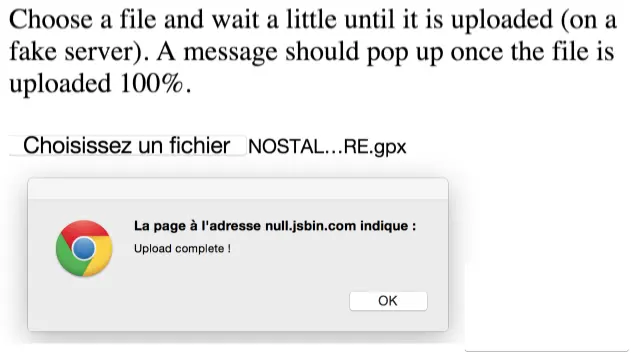 Choose a file and wait a little until it is uploaded (on a
fake server). A message should pop up once the file is
uploaded 100%.
Choisissez un fichier NOSTAL...RE.gpx
La page à l'adresse null.jsbin.com indique :
Upload complete !
OK